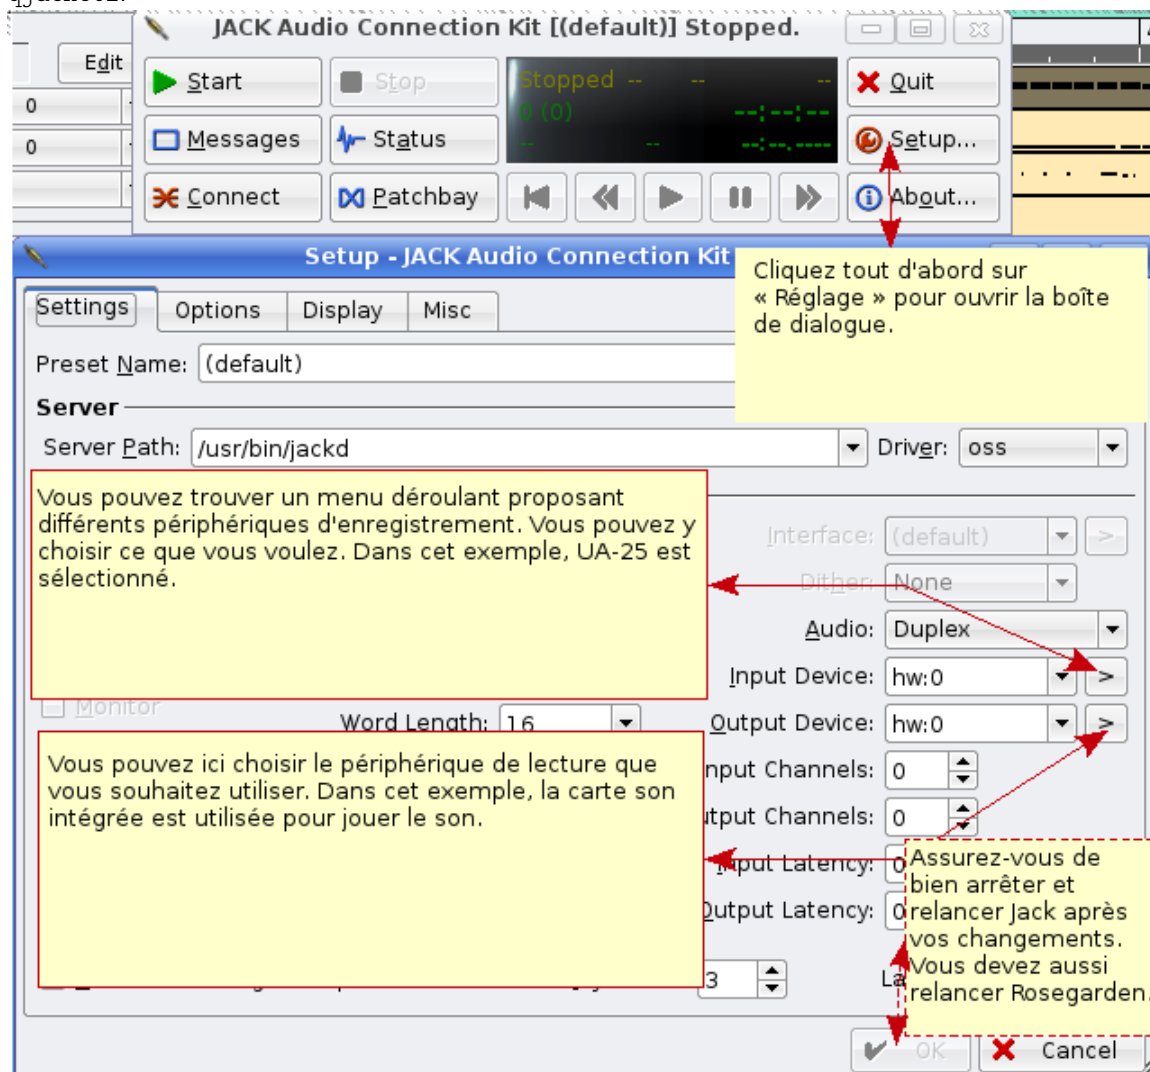 JACK Audio Connection Kit [(default)] Stopped.
Edit
Start
Stop
Stopped -- -- --
Quit
0
0 (0) --:--:--
Messages
Status
-- -- --:--.----
Setup...
0
Connect
Patchbay
About...
Setup - JACK Audio Connection Kit
Cliquez tout d'abord sur
« Réglage » pour ouvrir la boîte
de dialogue.
Settings
Options
Display
Misc
Preset Name: (default)
Server
Server Path: /usr/bin/jackd
Driver: oss
Vous pouvez trouver un menu déroulant proposant
différents périphériques d'enregistrement. Vous pouvez y
choisir ce que vous voulez. Dans cet exemple, UA-25 est
sélectionné.
Interface: (default) >
Dither: None
Audio: Duplex
Input Device: hw:0 >
Monitor
Word Length: 16
Output Device: hw:0 >
Vous pouvez ici choisir le périphérique de lecture que
vous souhaitez utiliser. Dans cet exemple, la carte son
intégrée est utilisée pour jouer le son.
nput Channels: 0
utput Channels: 0
Input Latency: 0
Output Latency: 0
Assurez-vous de
bien arrêter et
relancer Jack après
vos changements.
Vous devez aussi
relancer Rosegarden.
3
La
OK
Cancel